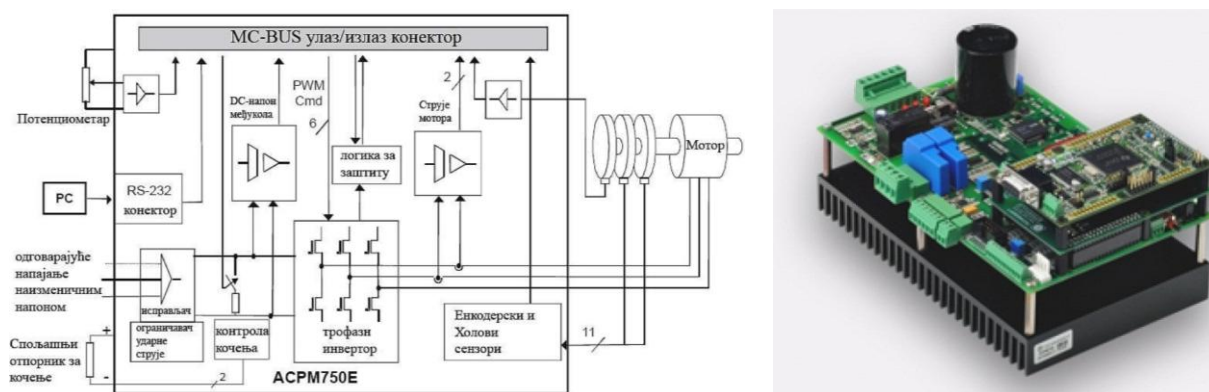 MC-BUS улаз/излаз конектор
Потенциометар
DC-напон
међукола
PWM
Cmd
6
логика за
заштиту
2
Струје
мотора
Мотор
PC
RS-232
конектор
одговарајуће
напајање
наизменичним
напоном
исправљач
ограничавач
ударне
струје
контрола
кочења
трофазн
инвертор
Енкодерски и
Холови
сензори
11
Спољашњи
отпорник за
кочење
+
-
2
ACPM750E